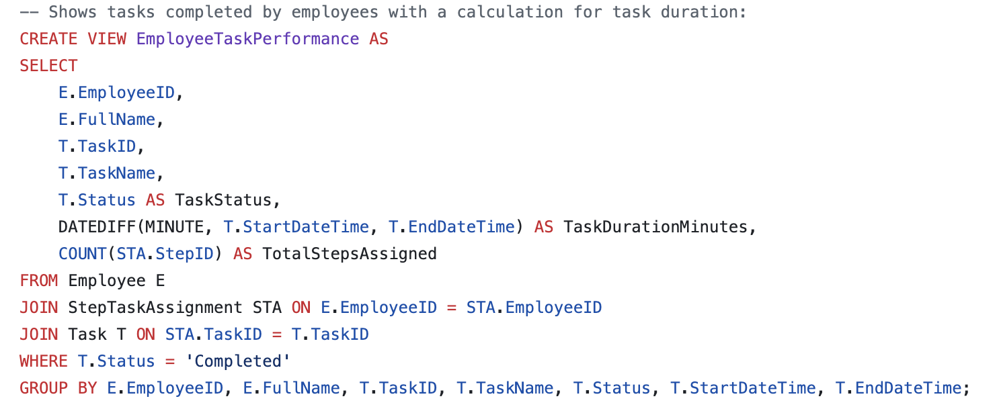 -- Shows tasks completed by employees with a calculation for task duration:
CREATE VIEW EmployeeTaskPerformance AS
SELECT
    E.EmployeeID,
    E.FullName,
    T.TaskID,
    T.TaskName,
    T.Status AS TaskStatus,
    DATEDIFF(MINUTE, T.StartDateTime, T.EndDateTime) AS TaskDurationMinutes,
    COUNT(STA.StepID) AS TotalStepsAssigned
FROM Employee E
JOIN StepTaskAssignment STA ON E.EmployeeID = STA.EmployeeID
JOIN Task T ON STA.TaskID = T.TaskID
WHERE T.Status = 'Completed'
GROUP BY E.EmployeeID, E.FullName, T.TaskID, T.TaskName, T.Status, T.StartDateTime, T.EndDateTime;